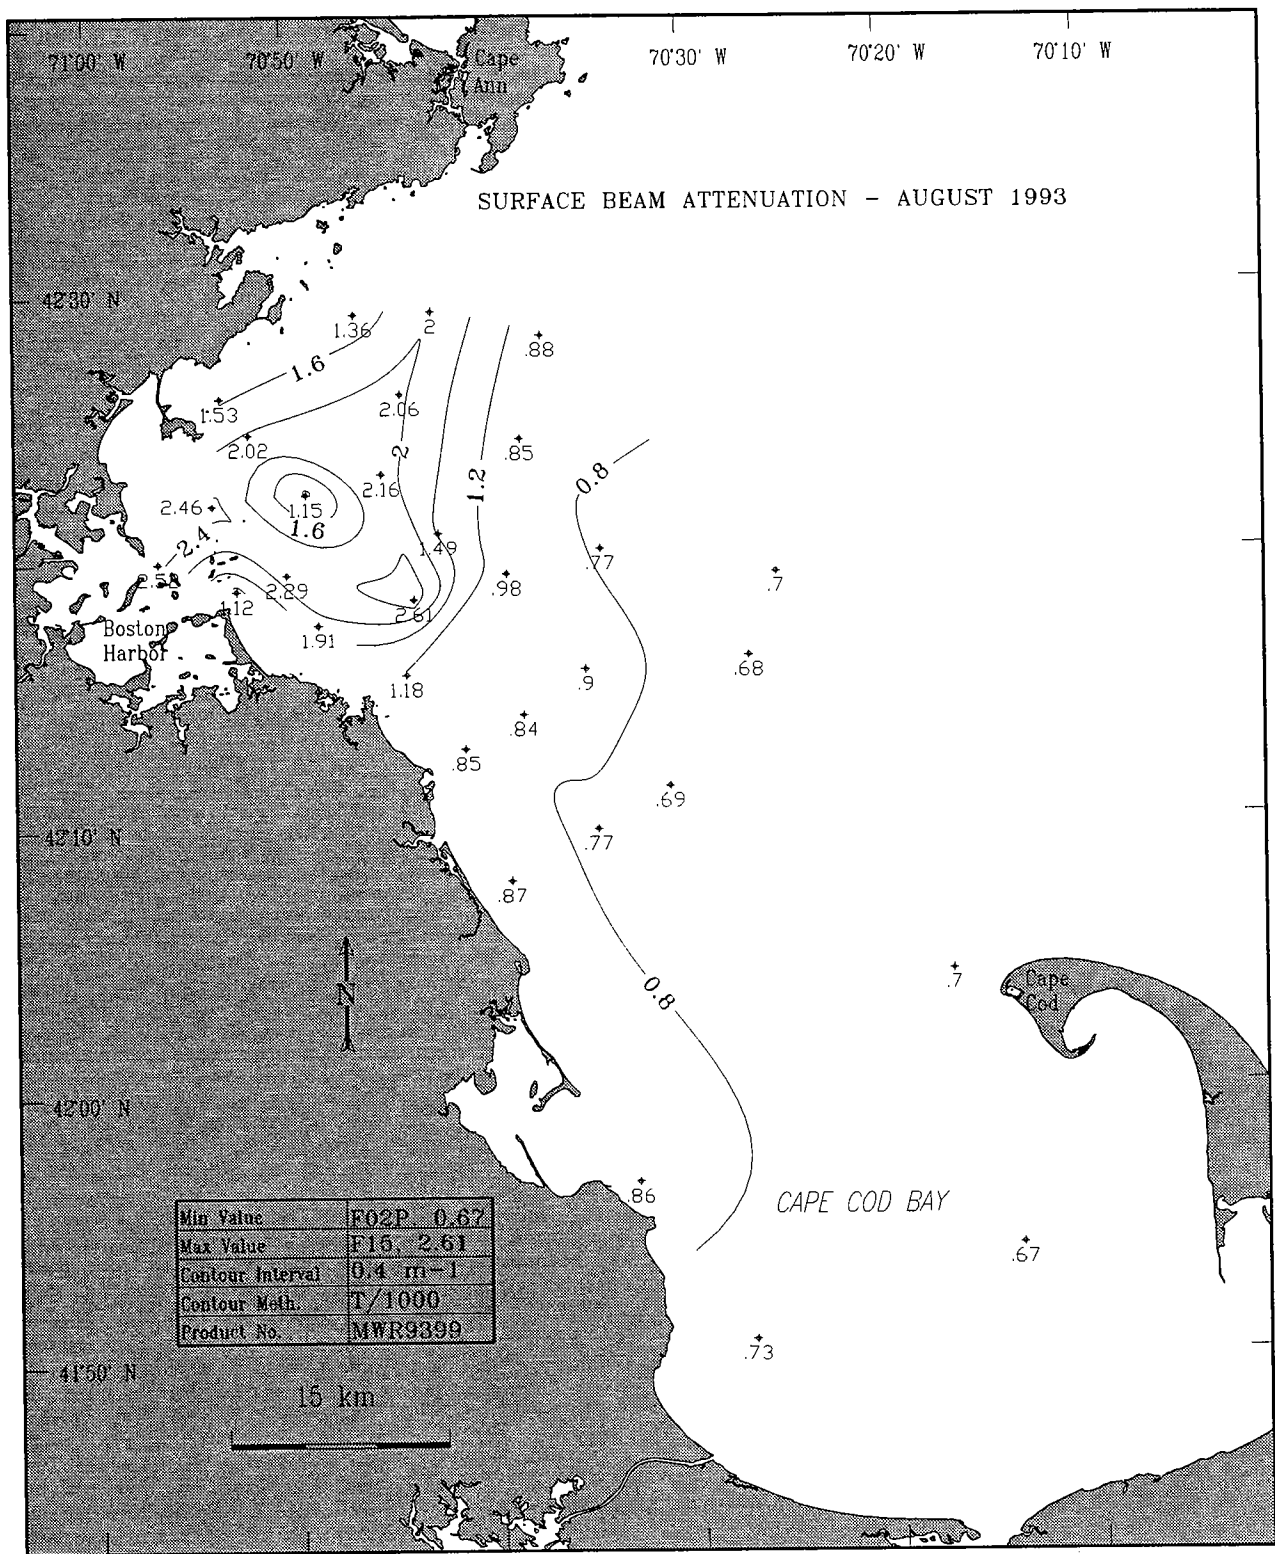 71°00' W
70°50' W
70°30' W
70°20' W
70°10' W
Cape
Ann
SURFACE BEAM ATTENUATION - AUGUST 1993
42°30' N
1.36
2
.88
1.6
1.53
2.06
2.02
2
.85
2.16
1.2
0.8
2.46
1.15
1.6
2.4
1.49
.77
.7
.98
2.29
1.12
2.61
Boston
Harbor
1.91
.68
1.18
.9
.84
.85
.69
42°10' N
.77
.87
.7
Cape
Cod
0.8
N
42°00' N
.86
CAPE COD BAY
Min Value F02P, 0.67
Max Value F15, 2.61
Contour Interval 0.4 m-1
Contour Meth. T/1000
Product No. MWR9399
.67
.73
41°50' N
15 km